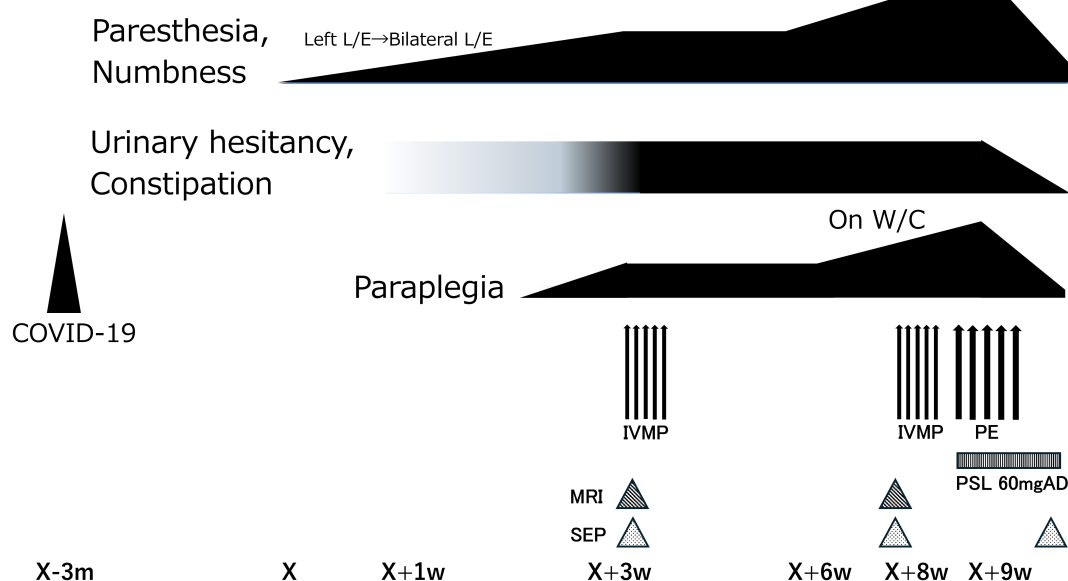 Paresthesia,
Numbness
Left L/E→Bilateral L/E
Urinary hesitancy,
Constipation
On W/C
Paraplegia
COVID-19
IVMP
IVMP
PE
PSL 60mgAD
MRI
SEP
X-3m
X
X+1w
X+3w
X+6w
X+8w
X+9w